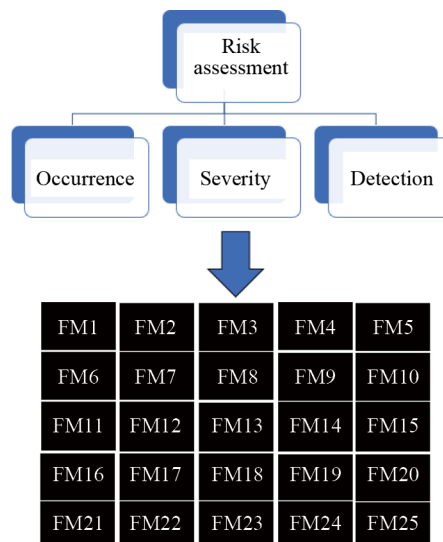 Risk
assessment
Occurrence Severity Detection
FM1 FM2 FM3 FM4 FM5
FM6 FM7 FM8 FM9 FM10
FM11 FM12 FM13 FM14 FM15
FM16 FM17 FM18 FM19 FM20
FM21 FM22 FM23 FM24 FM25